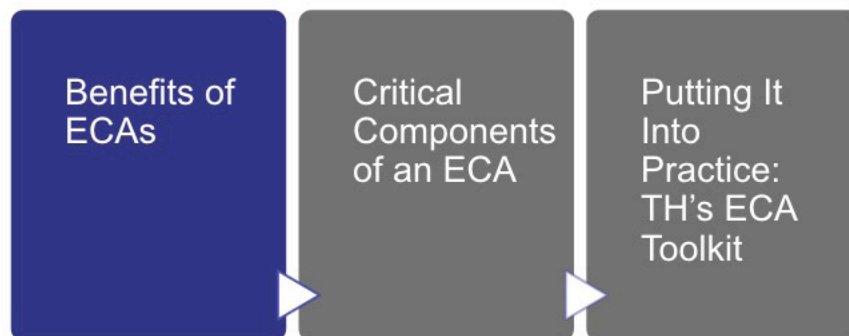 Benefits of
ECAs
Critical
Components
of an ECA
Putting It
Into
Practice:
TH's ECA
Toolkit